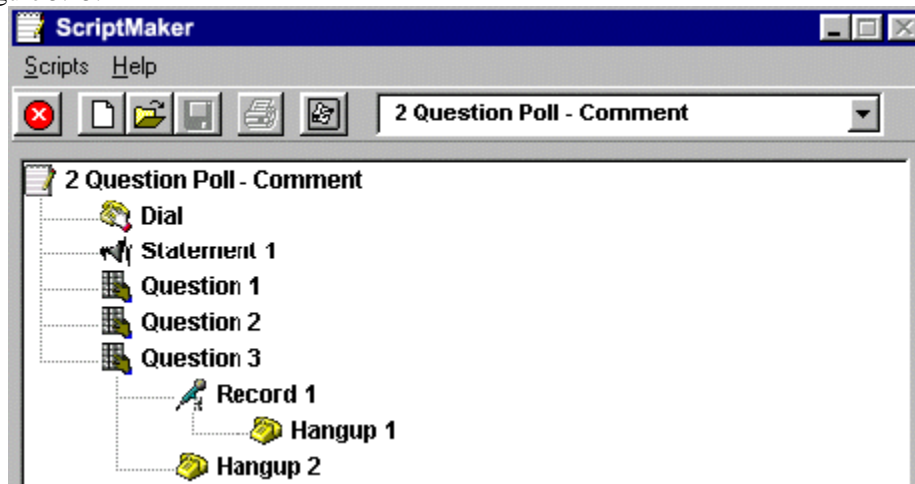 ScriptMaker
Scripts Help
2 Question Poll - Comment
2 Question Poll - Comment
Dial
Statement 1
Question 1
Question 2
Question 3
Record 1
Hangup 1
Hangup 2